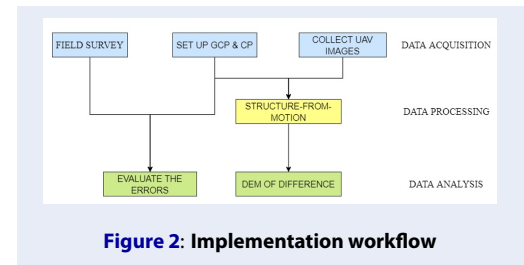 FIELD SURVEY
SET UP GCP & CP
COLLECT UAV
IMAGES
DATA ACQUISITION
STRUCTURE-FROM-
MOTION
DATA PROCESSING
EVALUATE THE
ERRORS
DEM OF DIFFERENCE
DATA ANALYSIS
Figure 2: Implementation workflow